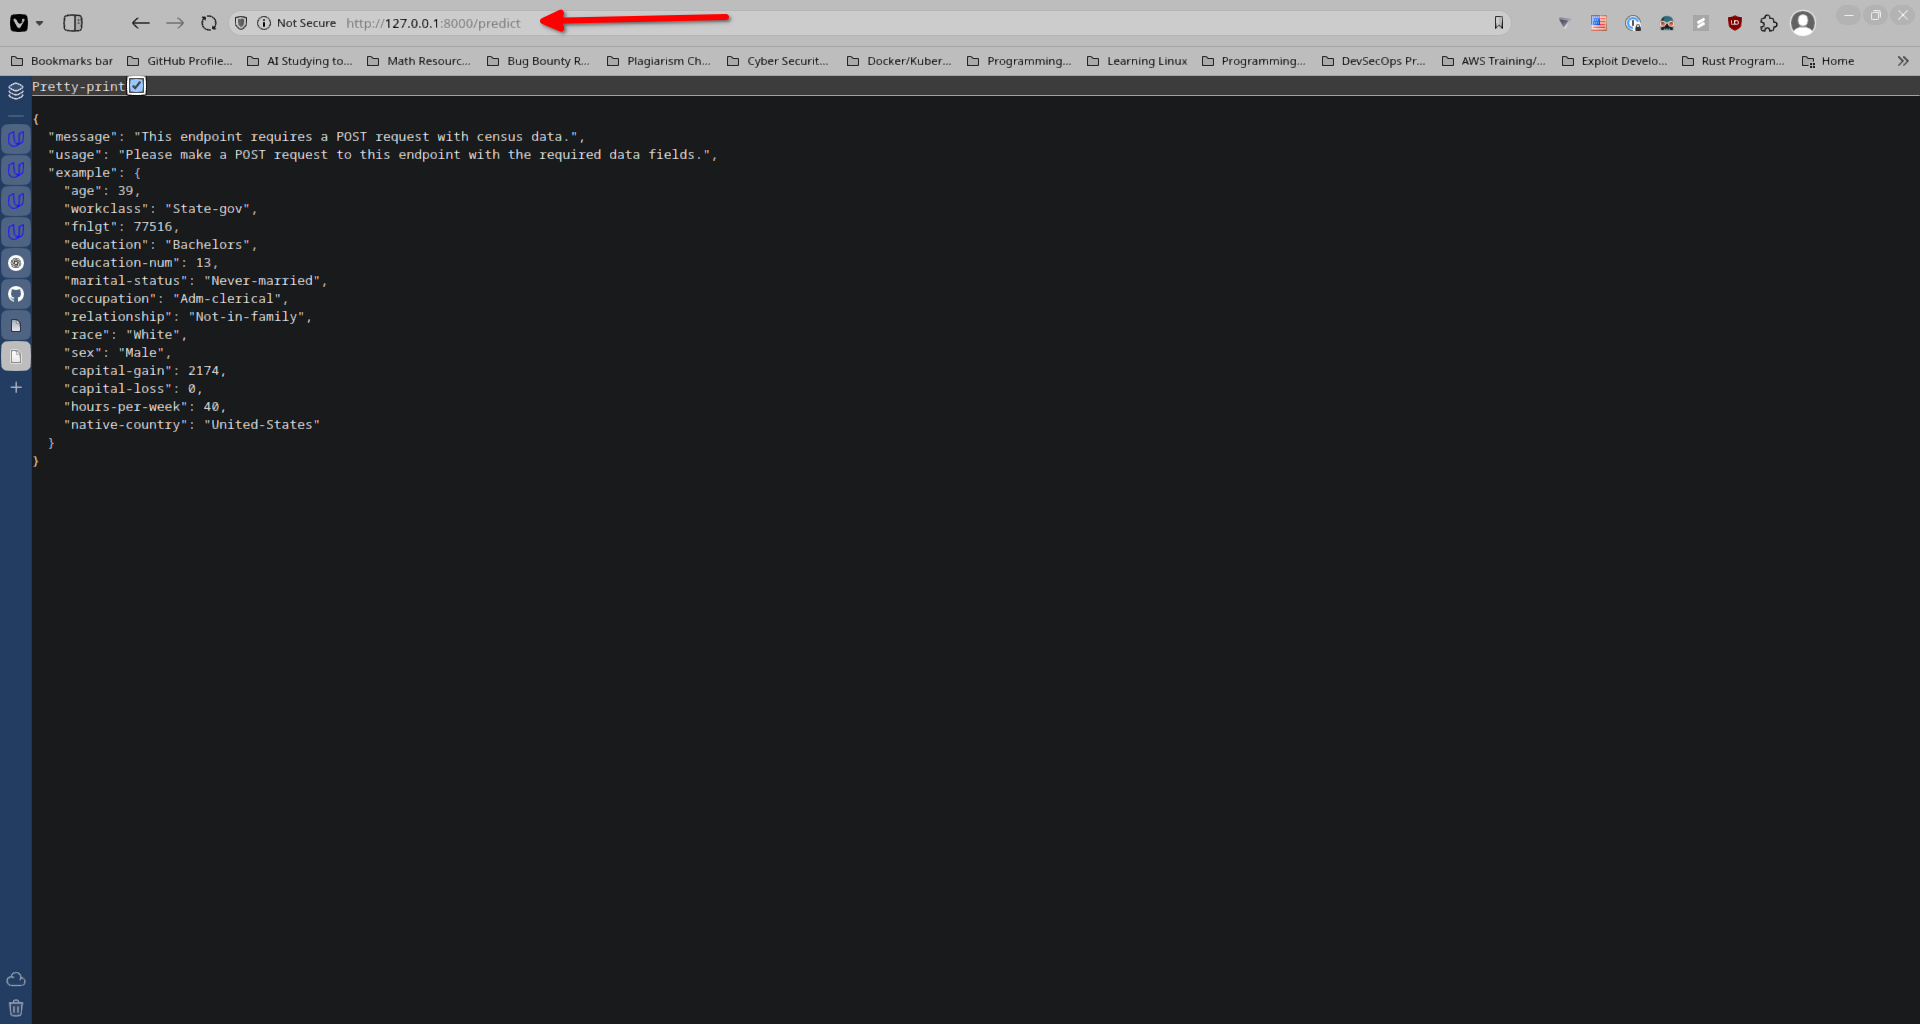 Not Secure http://127.0.0.1:8000/predict
Bookmarks bar GitHub Profile... AI Studying to... Math Resourc... Bug Bounty R... Plagiarism Ch... Cyber Securit... Docker/Kuber... Programming... Learning Linux Programming... DevSecOps Pr... AWS Training/... Exploit Develo... Rust Program... Home
Pretty-print
{
  "message": "This endpoint requires a POST request with census data.",
  "usage": "Please make a POST request to this endpoint with the required data fields.",
  "example": {
    "age": 39,
    "workclass": "State-gov",
    "fnlgt": 77516,
    "education": "Bachelors",
    "education-num": 13,
    "marital-status": "Never-married",
    "occupation": "Adm-clerical",
    "relationship": "Not-in-family",
    "race": "White",
    "sex": "Male",
    "capital-gain": 2174,
    "capital-loss": 0,
    "hours-per-week": 40,
    "native-country": "United-States"
  }
}